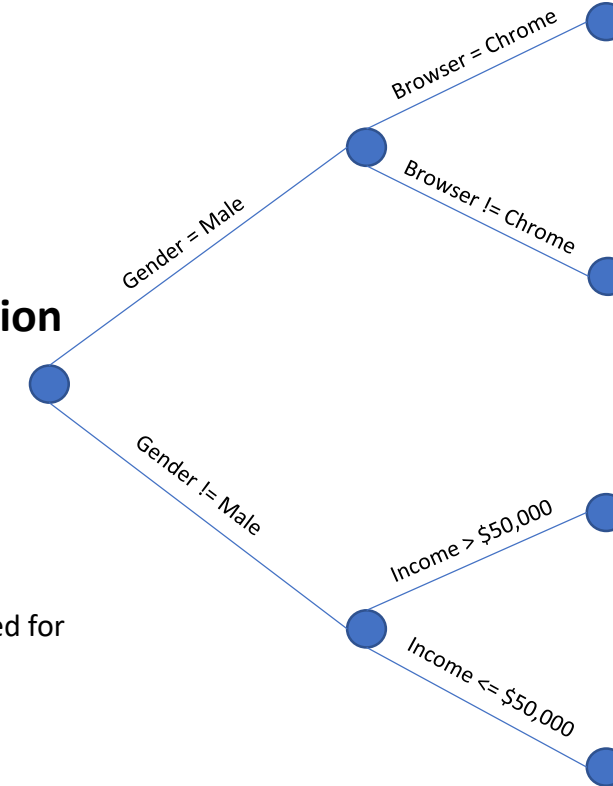 Browser = Chrome
Gender = Male
Browser != Chrome
ion
Gender != Male
Income > $50,000
ed for
Income <= $50,000